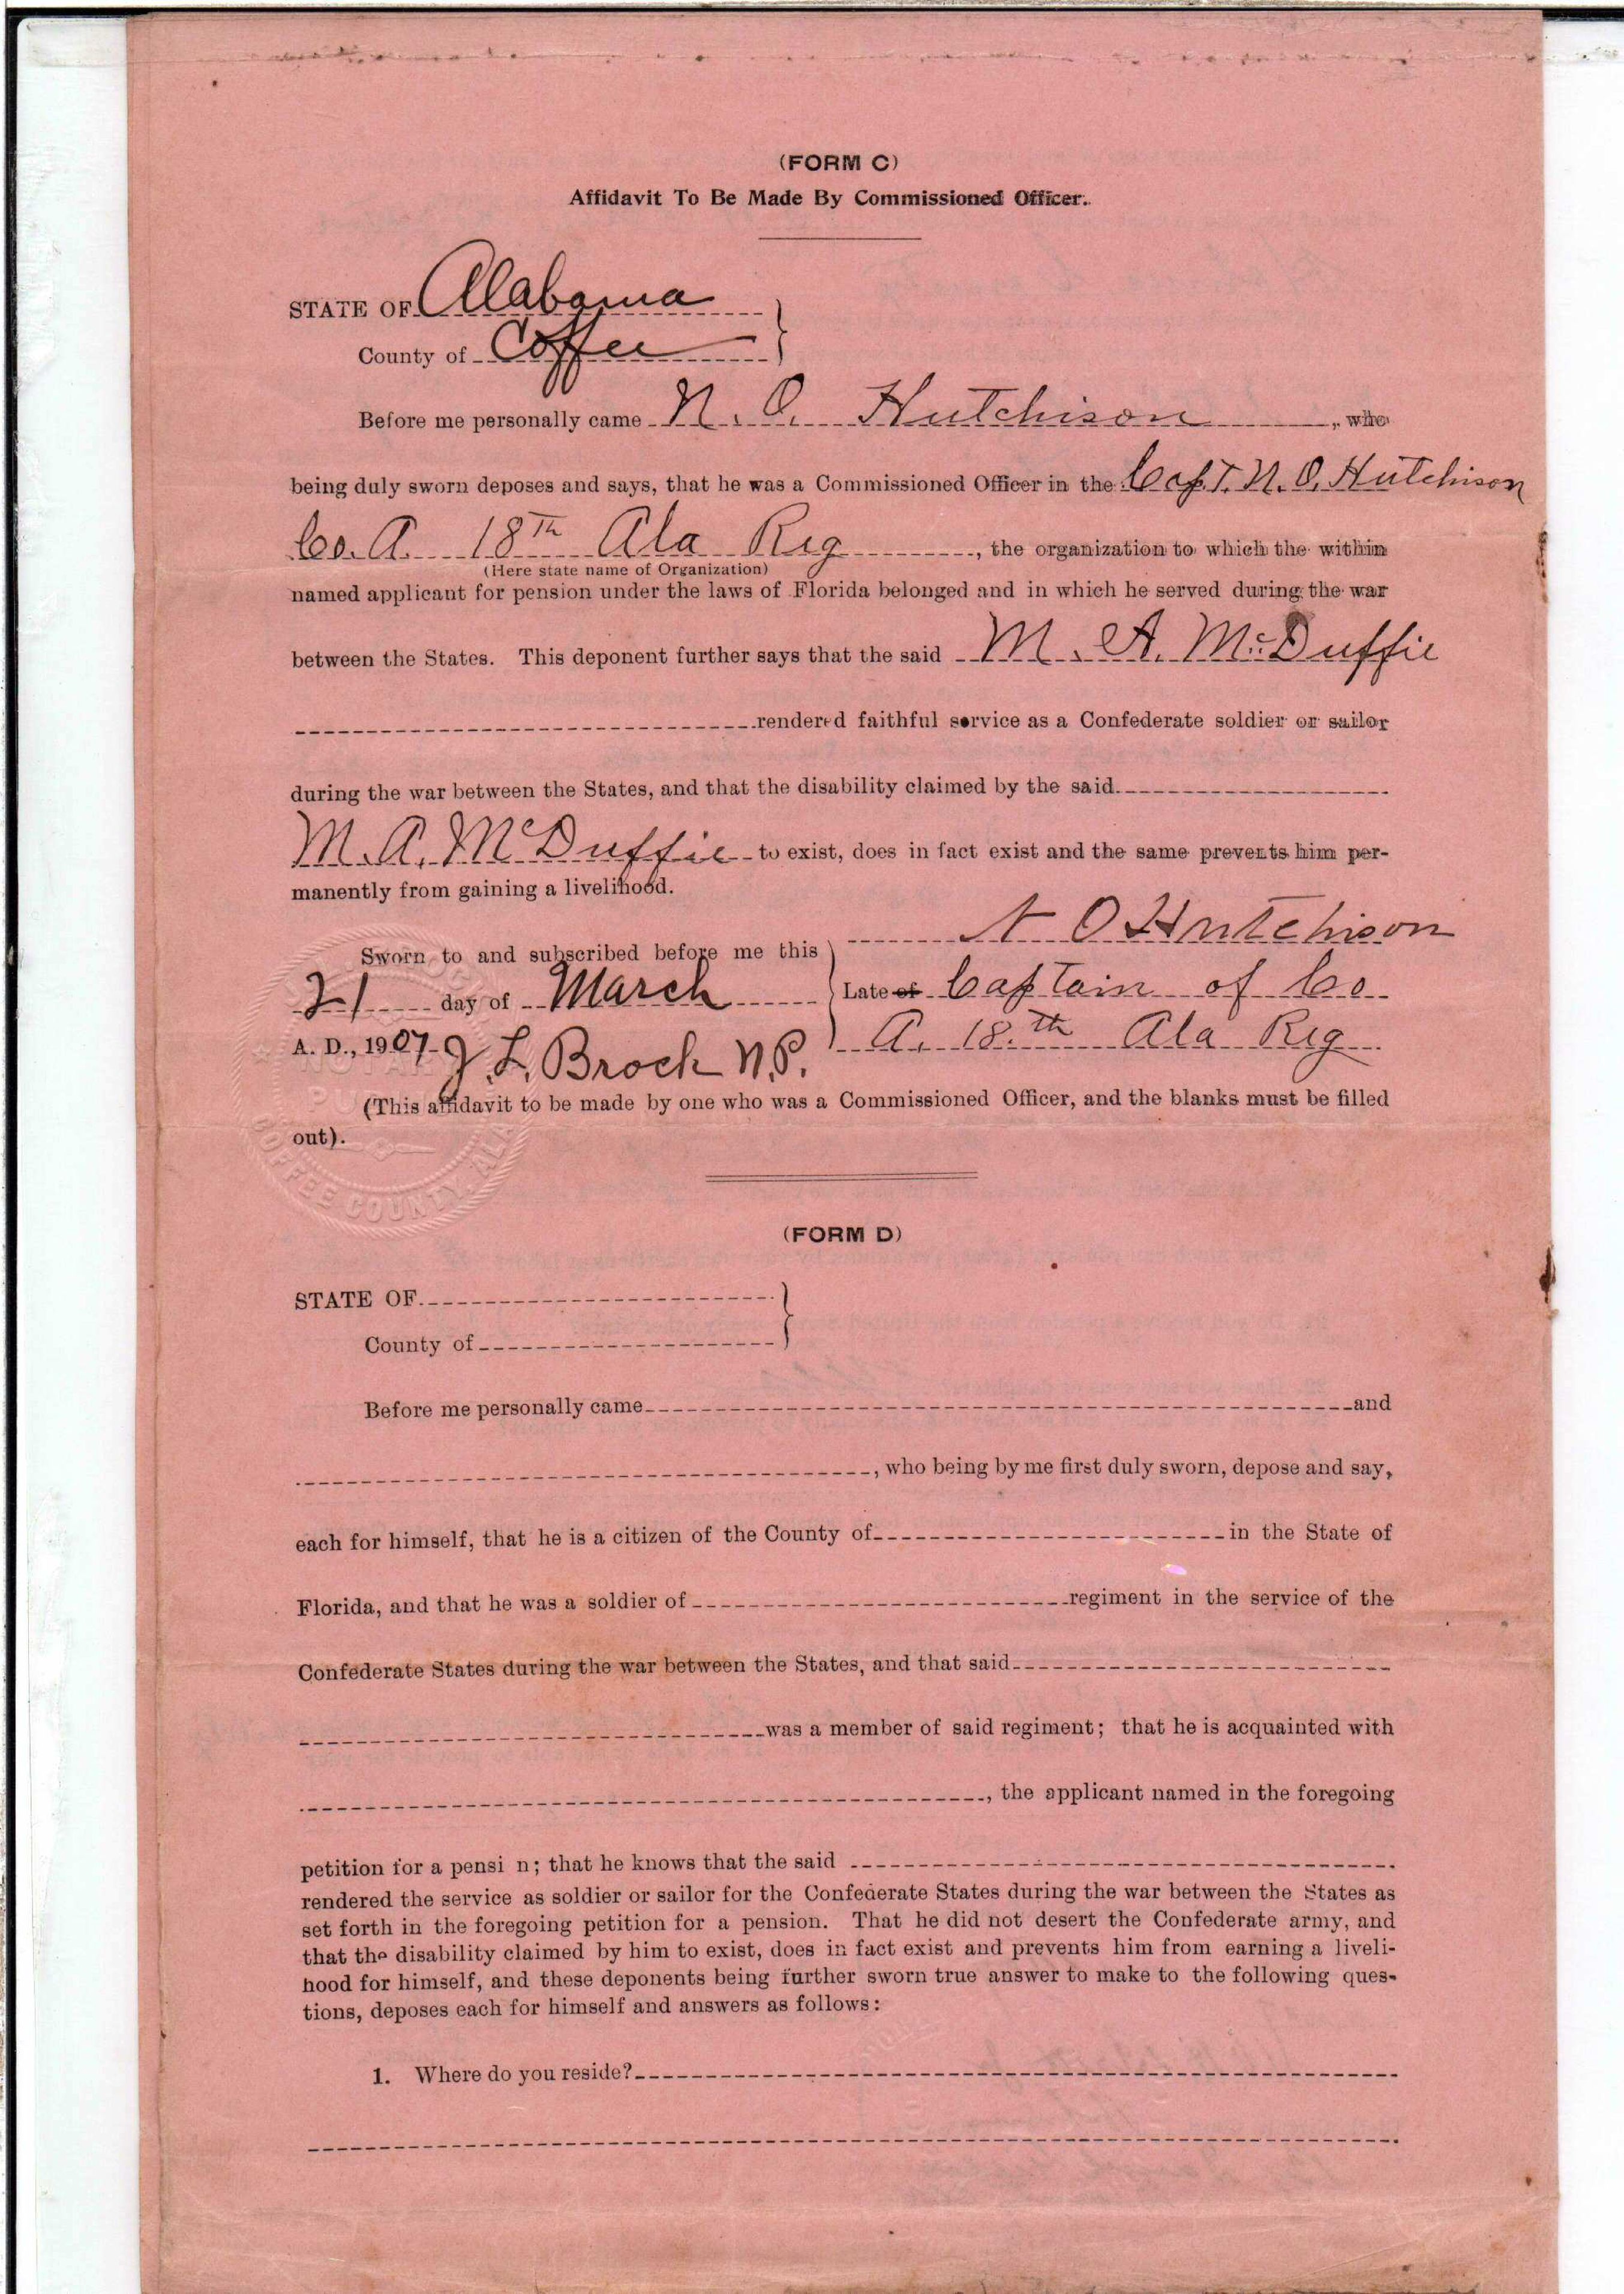 (FORM C)
Affidavit To Be Made By Commissioned Officer.
STATE OF Alabama
County of Coffee
Before me personally came N. O. Hutchison, who
being duly sworn deposes and says, that he was a Commissioned Officer in the Capt. N. O. Hutchison
Co. A. 18th Ala Reg, the organization to which the within
(Here state name of Organization)
named applicant for pension under the laws of Florida belonged and in which he served during the war
between the States. This deponent further says that the said M. A. McDuffie
rendered faithful service as a Confederate soldier or sailor
during the war between the States, and that the disability claimed by the said
M. A. McDuffie to exist, does in fact exist and the same prevents him per-
manently from gaining a livelihood.
N O Hutchison
Sworn to and subscribed before me this
21 day of March Late of Captain of Co
A. D., 1907 J. L. Brock N.P. A. 18.th Ala Reg
(This affidavit to be made by one who was a Commissioned Officer, and the blanks must be filled
out).
NOTARY
COFFEE COUNTY, ALA
(FORM D)
STATE OF
County of
Before me personally came and
, who being by me first duly sworn, depose and say,
each for himself, that he is a citizen of the County of in the State of
Florida, and that he was a soldier of regiment in the service of the
Confederate States during the war between the States, and that said
was a member of said regiment; that he is acquainted with
, the applicant named in the foregoing
petition for a pensi n; that he knows that the said
rendered the service as soldier or sailor for the Confederate States during the war between the States as
set forth in the foregoing petition for a pension. That he did not desert the Confederate army, and
that the disability claimed by him to exist, does in fact exist and prevents him from earning a liveli-
hood for himself, and these deponents being further sworn true answer to make to the following ques-
tions, deposes each for himself and answers as follows:
1. Where do you reside?